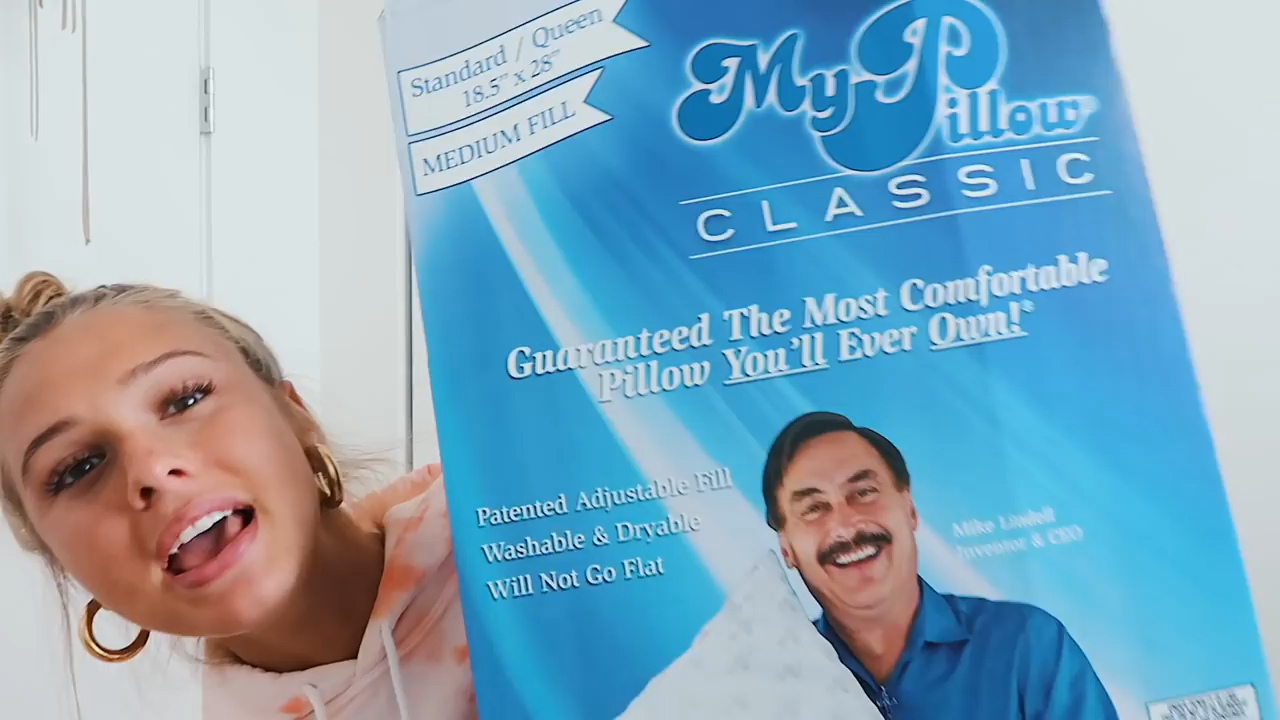 Standard / Queen
18.5" x 28"
MEDIUM FILL
MyPillow
CLASSIC
Guaranteed The Most Comfortable
Pillow You'll Ever Own!®
Patented Adjustable Fill
Washable & Dryable
Will Not Go Flat
Mike Lindell
Inventor & CEO